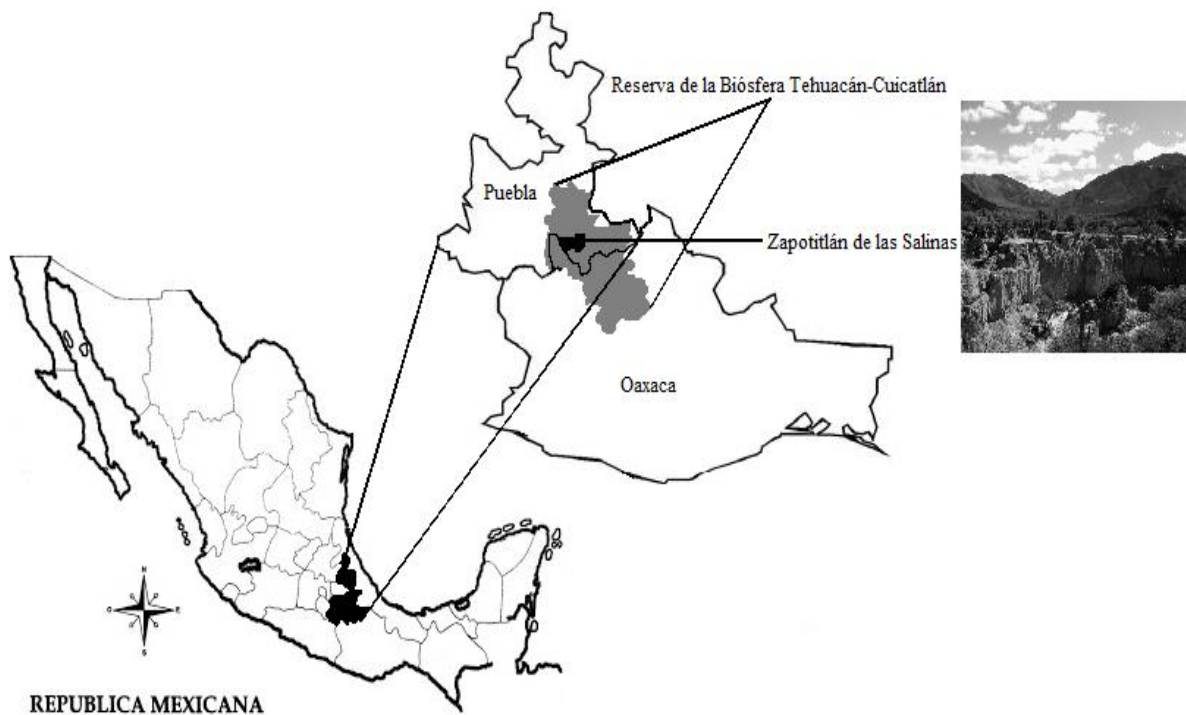 Reserva de la Biósfera Tehuacán-Cuicatlán
Puebla
Zapotitlán de las Salinas
Oaxaca
N
O
E
S
REPUBLICA MEXICANA